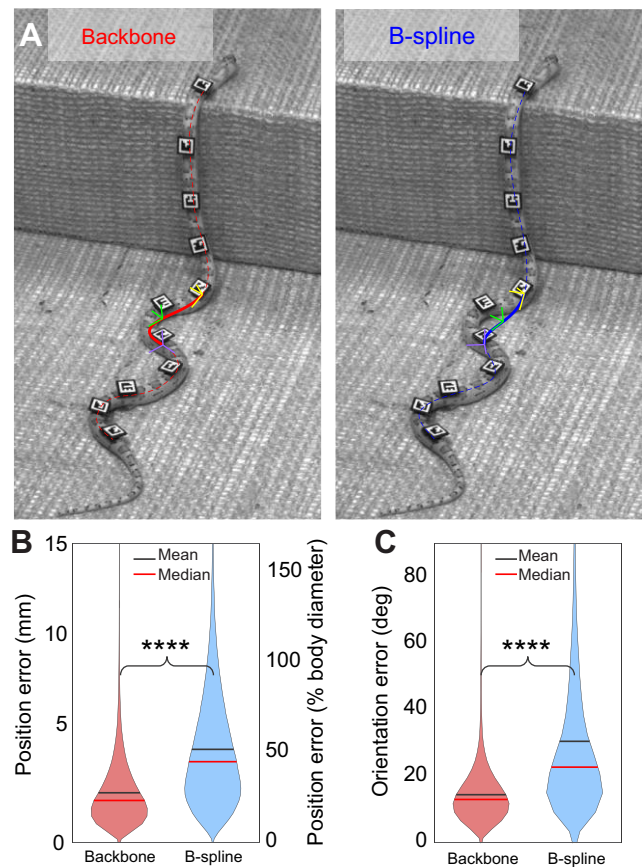 A
Backbone
B-spline
B
15
10
5
0
Position error (mm)
Mean
Median
****
Backbone
B-spline
150
100
50
0
Position error (% body diameter)
C
80
60
40
20
0
Orientation error (deg)
Mean
Median
****
Backbone
B-spline